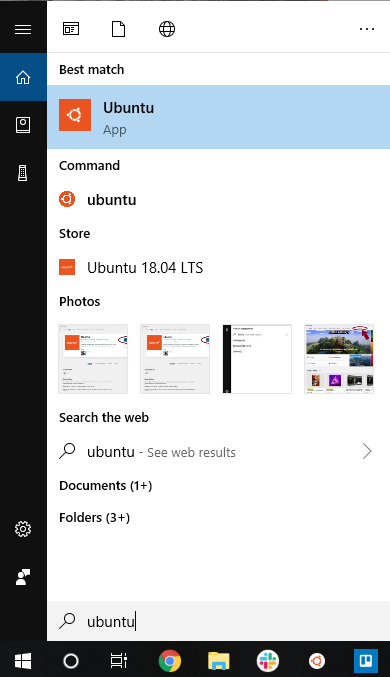 Best match
Ubuntu
App
Command
ubuntu
Store
Ubuntu 18.04 LTS
Photos
Search the web
ubuntu - See web results
Documents (1+)
Folders (3+)
ubuntu